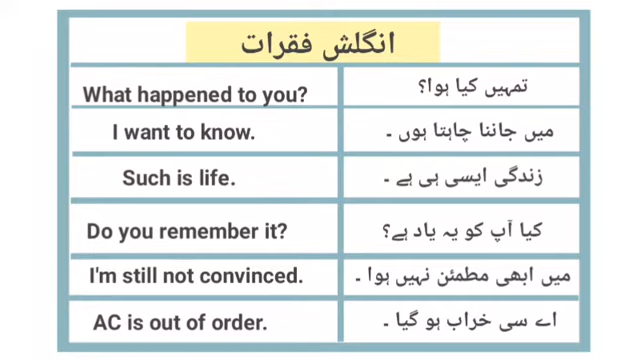 انگلش فقرات
What happened to you? تمہیں کیا ہوا؟
I want to know. میں جاننا چاہتا ہوں ۔
Such is life. زندگی ایسی ہی ہے ۔
Do you remember it? کیا آپ کو یہ یاد ہے؟
I'm still not convinced. میں ابھی مطمئن نہیں ہوا ۔
AC is out of order. اے سی خراب ہو گیا ۔